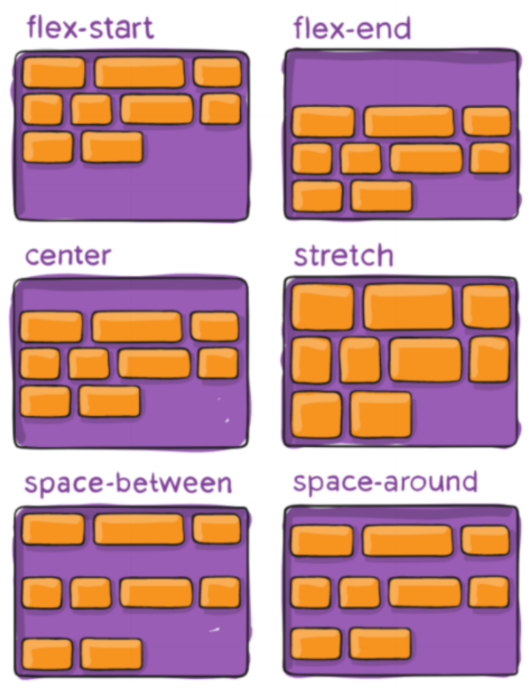 flex-start
flex-end
center
stretch
space-between
space-around